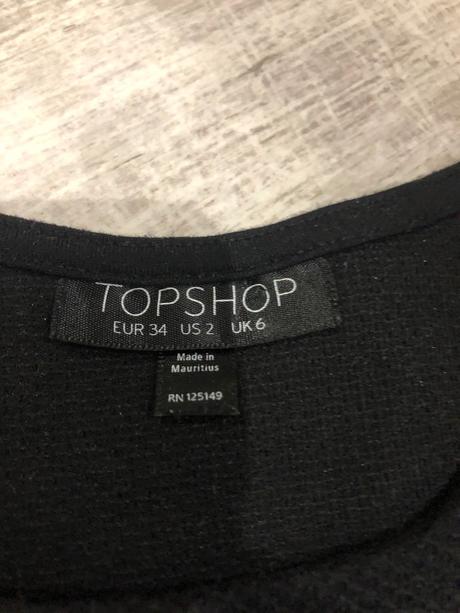 TOPSHOP
EUR 34 US 2 UK 6
Made in
Mauritius
RN 125149